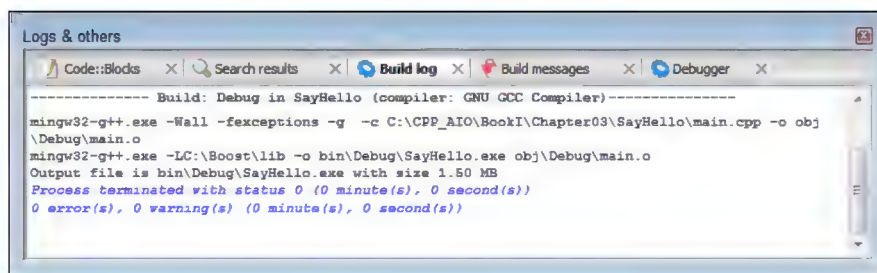 Logs & others
Code::Blocks Search results Build log Build messages Debugger
-------------- Build: Debug in SayHello (compiler: GNU GCC Compiler)---------------
mingw32-g++.exe -Wall -fexceptions -g -c C:\CPP_AIO\BookI\Chapter03\SayHello\main.cpp -o obj
\Debug\main.o
mingw32-g++.exe -LC:\Boost\lib -o bin\Debug\SayHello.exe obj\Debug\main.o
Output file is bin\Debug\SayHello.exe with size 1.50 MB
Process terminated with status 0 (0 minute(s), 0 second(s))
0 error(s), 0 warning(s) (0 minute(s), 0 second(s))